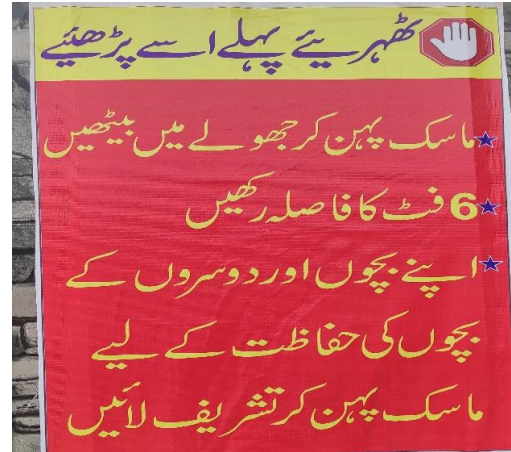 ٹھہریئے پہلے اسے پڑھیئے
ماسک پہن کر جھولے میں بیٹھیں
6 فٹ کا فاصلہ رکھیں
اپنے بچوں اور دوسروں کے
بچوں کی حفاظت کے لیے
ماسک پہن کر تشریف لائیں